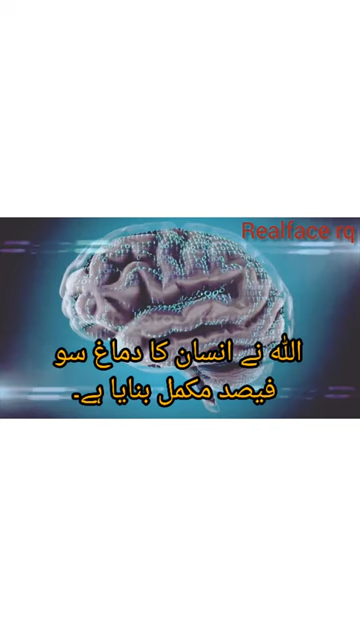 Realface rq
اللہ نے انسان کا دماغ سو
فیصد مکمل بنایا ہے۔